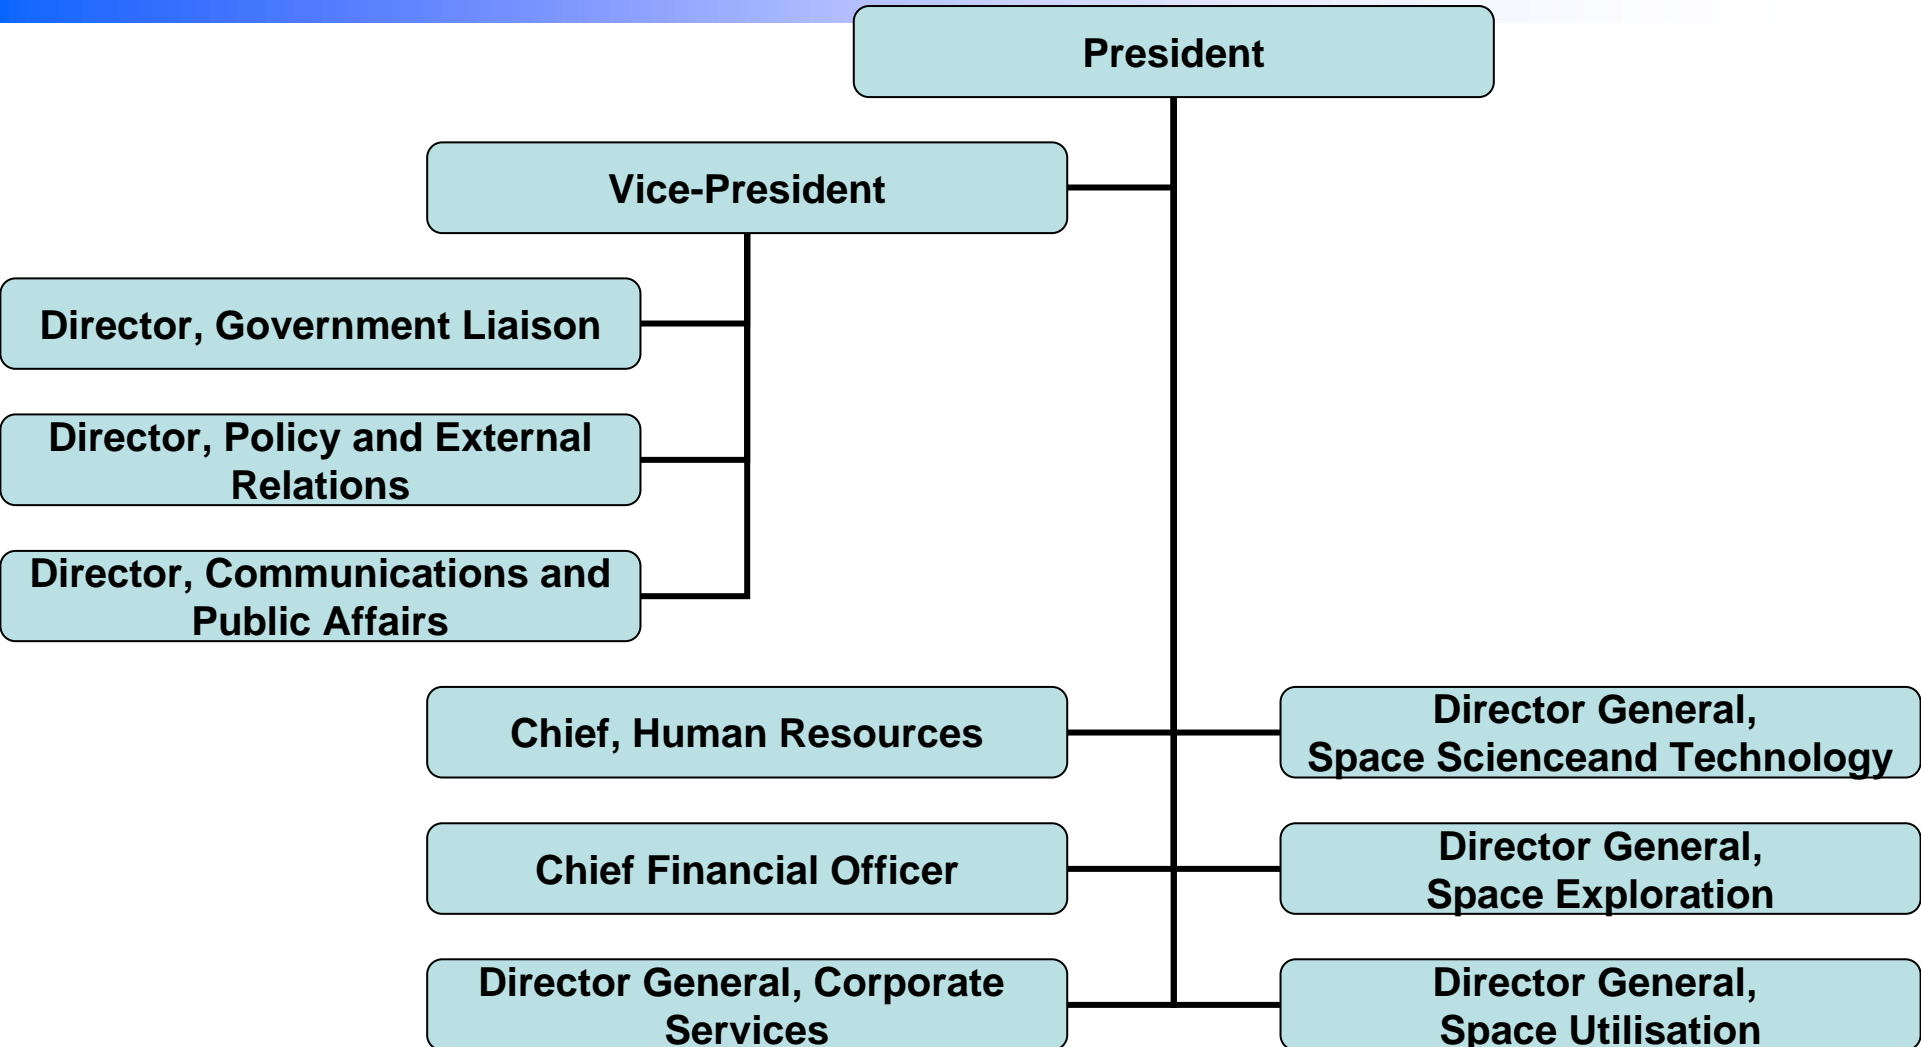 President
Vice-President
Director, Government Liaison
Director, Policy and External
Relations
Director, Communications and
Public Affairs
Chief, Human Resources
Director General,
Space Scienceand Technology
Chief Financial Officer
Director General,
Space Exploration
Director General, Corporate
Services
Director General,
Space Utilisation